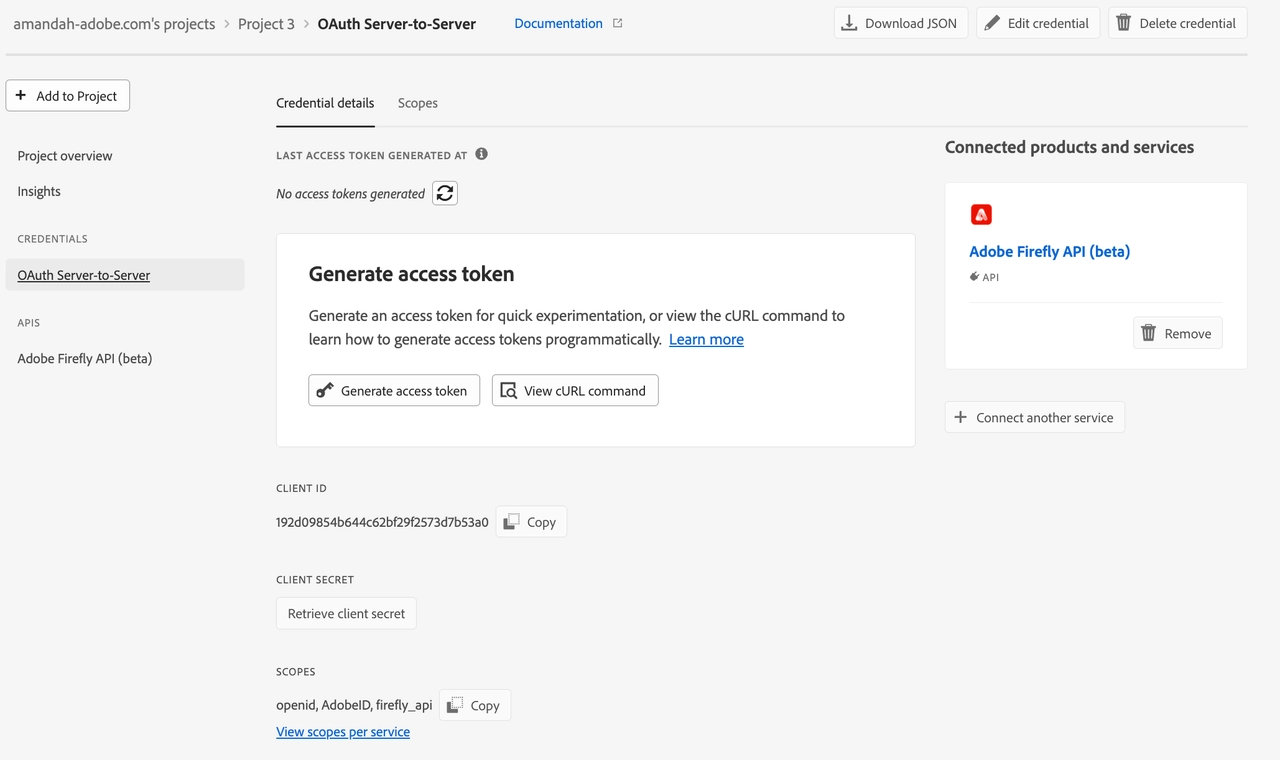 amandah-adobe.com's projects > Project 3 > OAuth Server-to-Server Documentation
Download JSON Edit credential Delete credential
Add to Project
Project overview
Insights
CREDENTIALS
OAuth Server-to-Server
APIS
Adobe Firefly API (beta)
Credential details Scopes
LAST ACCESS TOKEN GENERATED AT
No access tokens generated
Generate access token
Generate an access token for quick experimentation, or view the cURL command to
learn how to generate access tokens programmatically. Learn more
Generate access token View cURL command
CLIENT ID
192d09854b644c62bf29f2573d7b53a0 Copy
CLIENT SECRET
Retrieve client secret
SCOPES
openid, AdobeID, firefly_api Copy
View scopes per service
Connected products and services
Adobe Firefly API (beta)
API
Remove
Connect another service